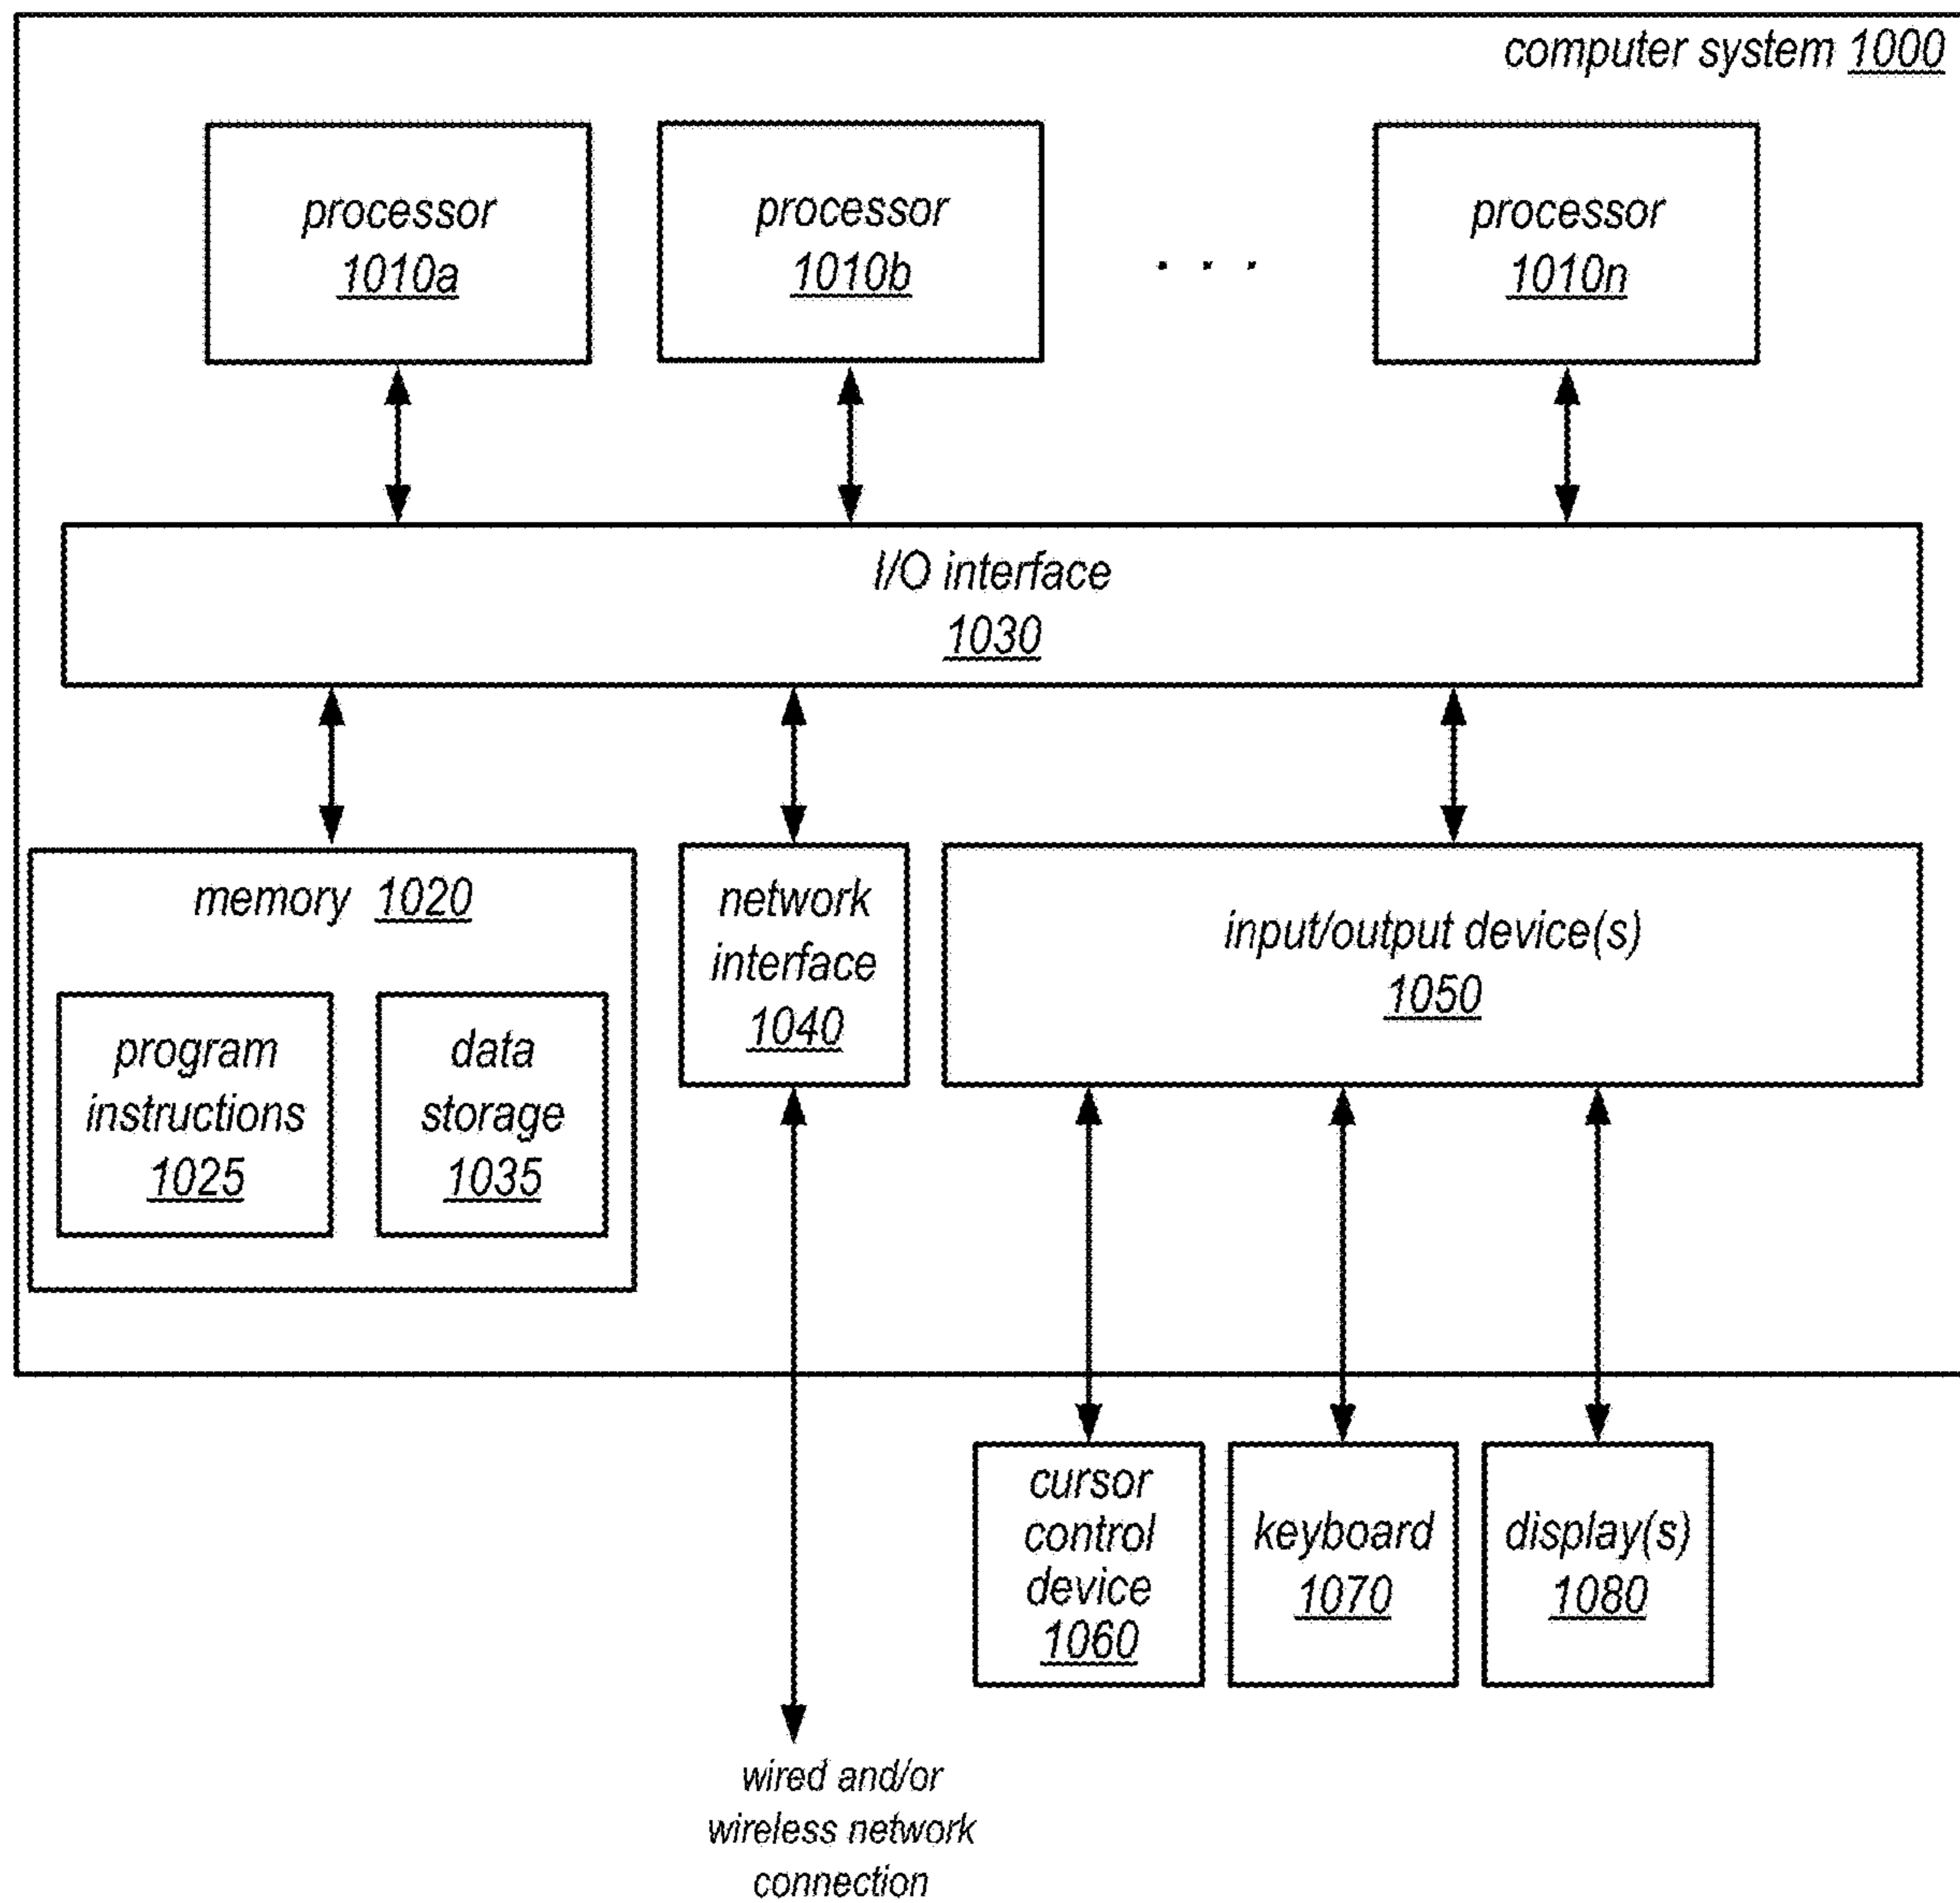 computer system 1000
processor
1010a
processor
1010b
. . .
processor
1010n
I/O interface
1030
memory 1020
program
instructions
1025
data
storage
1035
network
interface
1040
input/output device(s)
1050
cursor
control
device
1060
keyboard
1070
display(s)
1080
wired and/or
wireless network
connection